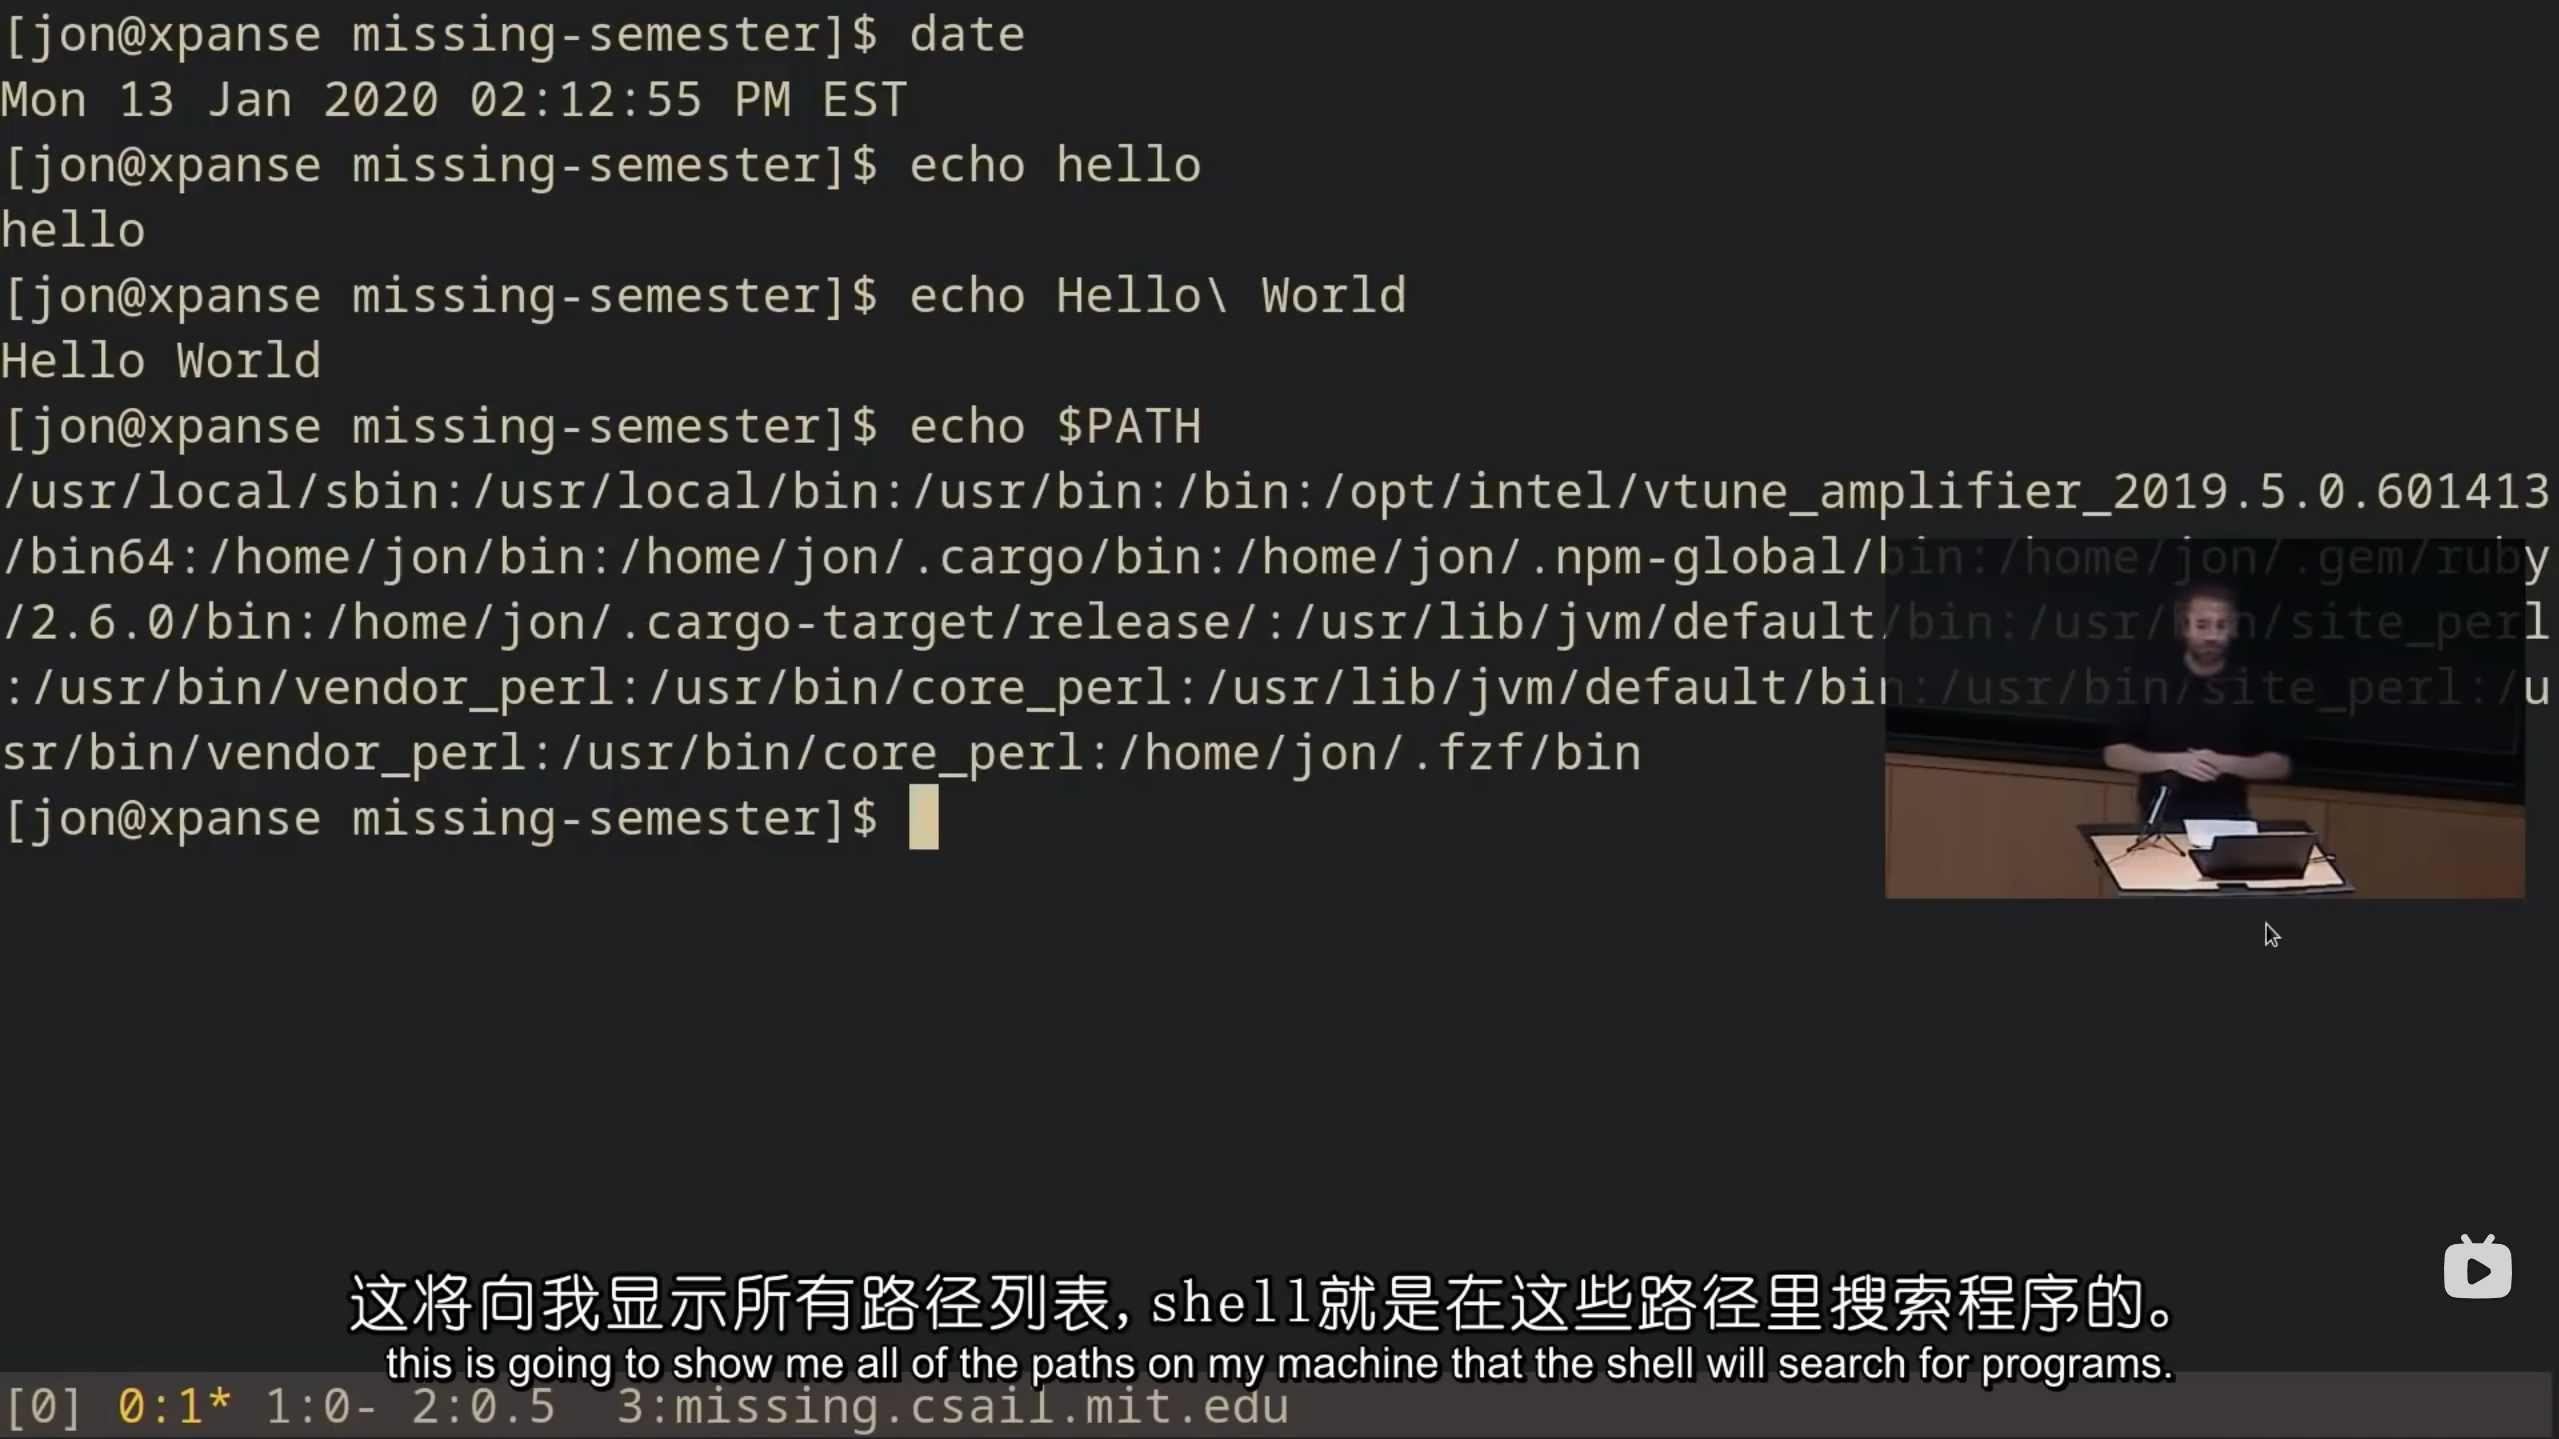 [jon@xpanse missing-semester]$ date
Mon 13 Jan 2020 02:12:55 PM EST
[jon@xpanse missing-semester]$ echo hello
hello
[jon@xpanse missing-semester]$ echo Hello\ World
Hello World
[jon@xpanse missing-semester]$ echo $PATH
/usr/local/sbin:/usr/local/bin:/usr/bin:/bin:/opt/intel/vtune_amplifier_2019.5.0.601413
/bin64:/home/jon/bin:/home/jon/.cargo/bin:/home/jon/.npm-global/bin:/home/jon/.gem/ruby
/2.6.0/bin:/home/jon/.cargo-target/release/:/usr/lib/jvm/default/bin:/usr/bin/site_perl
:/usr/bin/vendor_perl:/usr/bin/core_perl:/usr/lib/jvm/default/bin:/usr/bin/site_perl:/u
sr/bin/vendor_perl:/usr/bin/core_perl:/home/jon/.fzf/bin
[jon@xpanse missing-semester]$
这将向我显示所有路径列表,shell就是在这些路径里搜索程序的。
this is going to show me all of the paths on my machine that the shell will search for programs.
[0] 0:1* 1:0- 2:0.5  3:missing.csail.mit.edu